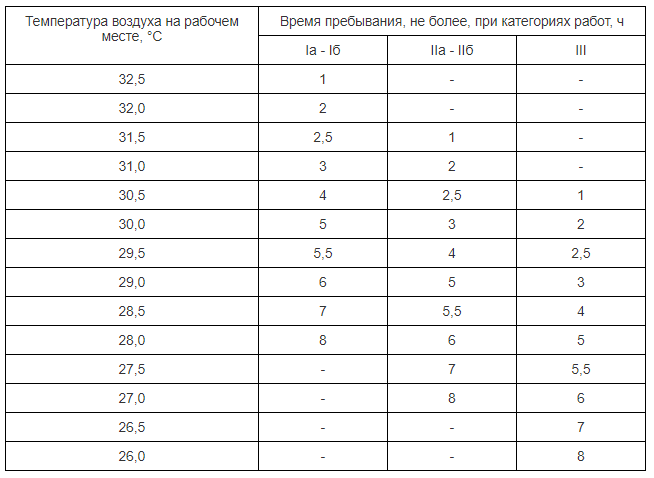 Температура воздуха на рабочем
месте, °С
Время пребывания, не более, при категориях работ, ч
Iа - Iб
IIа - IIб
III
32,5 1 - -
32,0 2 - -
31,5 2,5 1 -
31,0 3 2 -
30,5 4 2,5 1
30,0 5 3 2
29,5 5,5 4 2,5
29,0 6 5 3
28,5 7 5,5 4
28,0 8 6 5
27,5 - 7 5,5
27,0 - 8 6
26,5 - - 7
26,0 - - 8